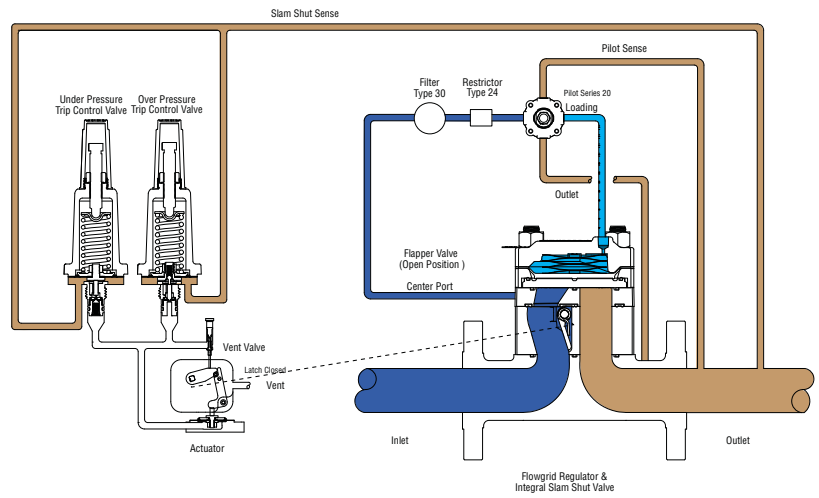 Slam Shut Sense
Pilot Sense
Under Pressure
Trip Control Valve
Over Pressure
Trip Control Valve
Filter
Type 30
Restrictor
Type 24
Pilot Series 20
Loading
Outlet
Flapper Valve
(Open Position )
Center Port
Vent Valve
Latch Closed
Vent
Actuator
Inlet
Outlet
Flowgrid Regulator &
Integral Slam Shut Valve